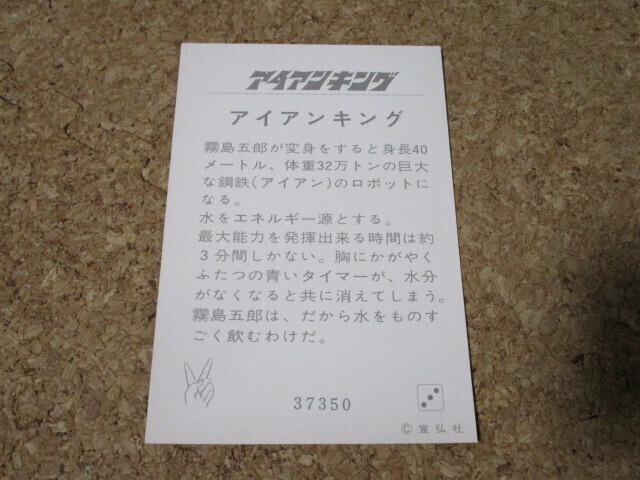 アイアンキング
アイアンキング
霧島五郎が変身をすると身長40
メートル、体重32万トンの巨大
な鋼鉄(アイアン)のロボットに
なる。
水をエネルギー源とする。
最大能力を発揮出来る時間は約
3分間しかない。胸にかがやく
ふたつの青いタイマーが、水分
がなくなると共に消えてしまう。
霧島五郎は、だから水をものす
ごく飲むわけだ。
37350
© 宣弘社